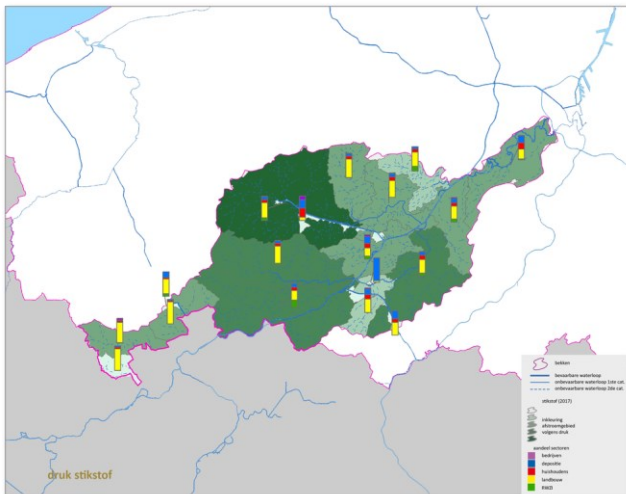 bekken
bevaarbare waterloop
onbevaarbare waterloop 1ste cat.
onbevaarbare waterloop 2de cat.
stikstof (2017)
inkleuring
afstroomgebied
volgens druk
aandeel sectoren
bedrijven
depositie
huishoudens
landbouw
RWZI
druk stikstof